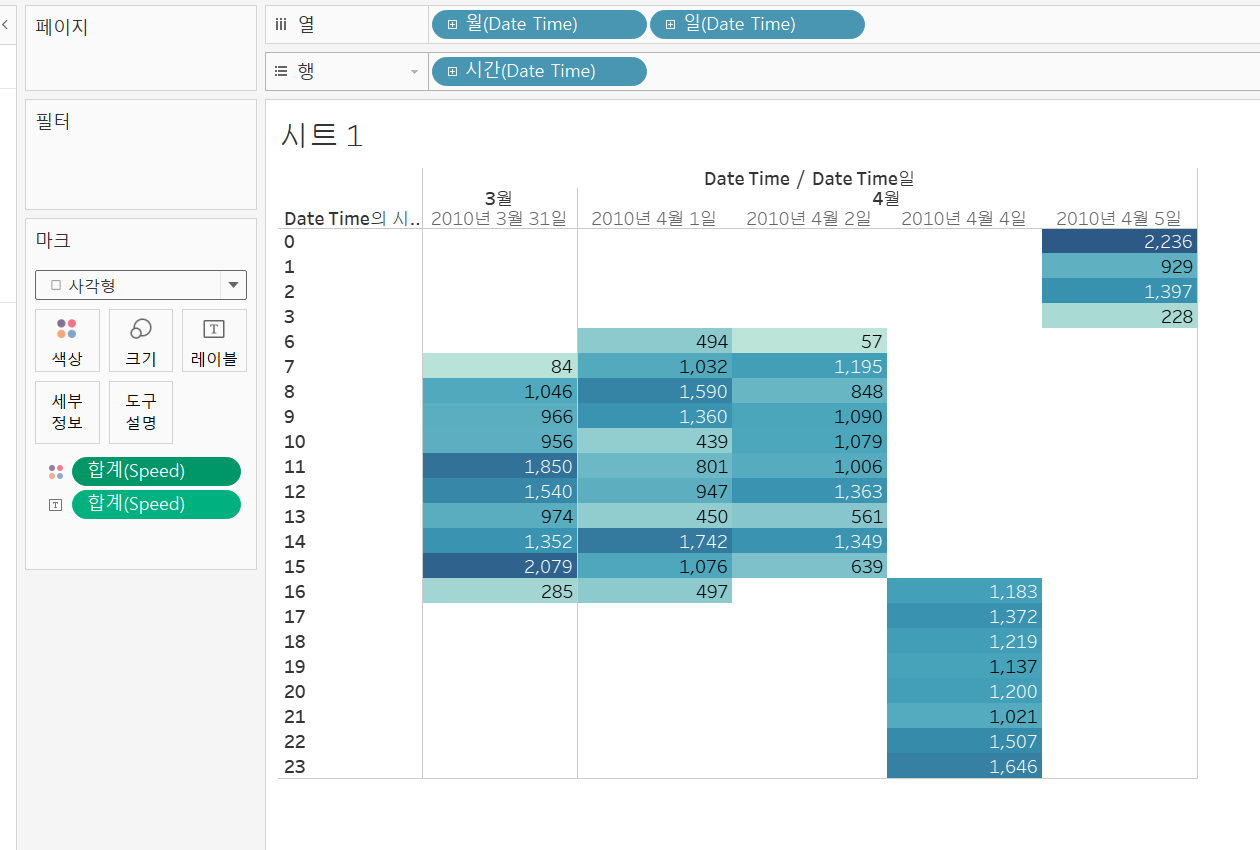 페이지
필터
마크
사각형
색상 크기 레이블
세부 정보 도구 설명
합계(Speed)
합계(Speed)
열 월(Date Time) 일(Date Time)
행 시간(Date Time)
시트 1
Date Time / Date Time일
3월 4월
Date Time의 시.. 2010년 3월 31일 2010년 4월 1일 2010년 4월 2일 2010년 4월 4일 2010년 4월 5일
0 2,236
1 929
2 1,397
3 228
6 494 57
7 84 1,032 1,195
8 1,046 1,590 848
9 966 1,360 1,090
10 956 439 1,079
11 1,850 801 1,006
12 1,540 947 1,363
13 974 450 561
14 1,352 1,742 1,349
15 2,079 1,076 639
16 285 497 1,183
17 1,372
18 1,219
19 1,137
20 1,200
21 1,021
22 1,507
23 1,646